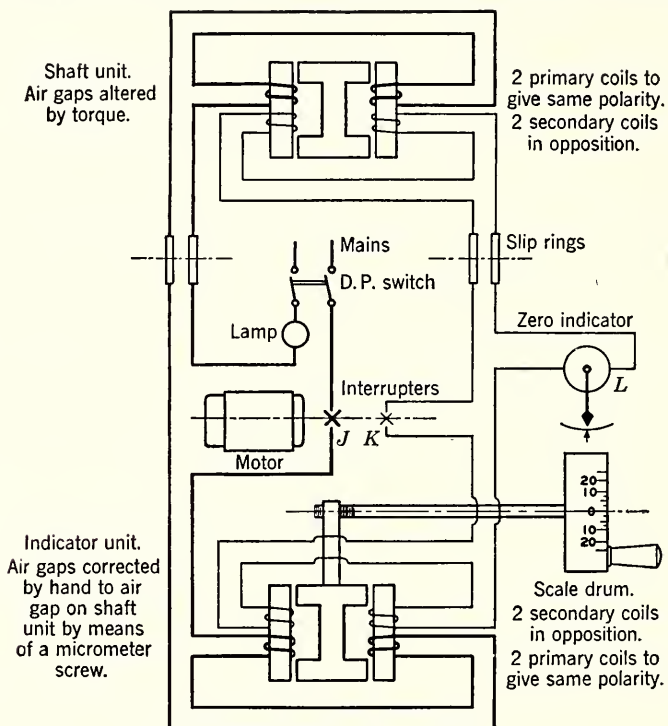 Shaft unit.
Air gaps altered
by torque.
2 primary coils to
give same polarity.
2 secondary coils
in opposition.
Mains
D.P. switch
Slip rings
Lamp
Zero indicator
L
Interrupters
J K
Motor
20
10
0
10
20
Indicator unit.
Air gaps corrected
by hand to air
gap on shaft
unit by means
of a micrometer
screw.
Scale drum.
2 secondary coils
in opposition.
2 primary coils to
give same polarity.